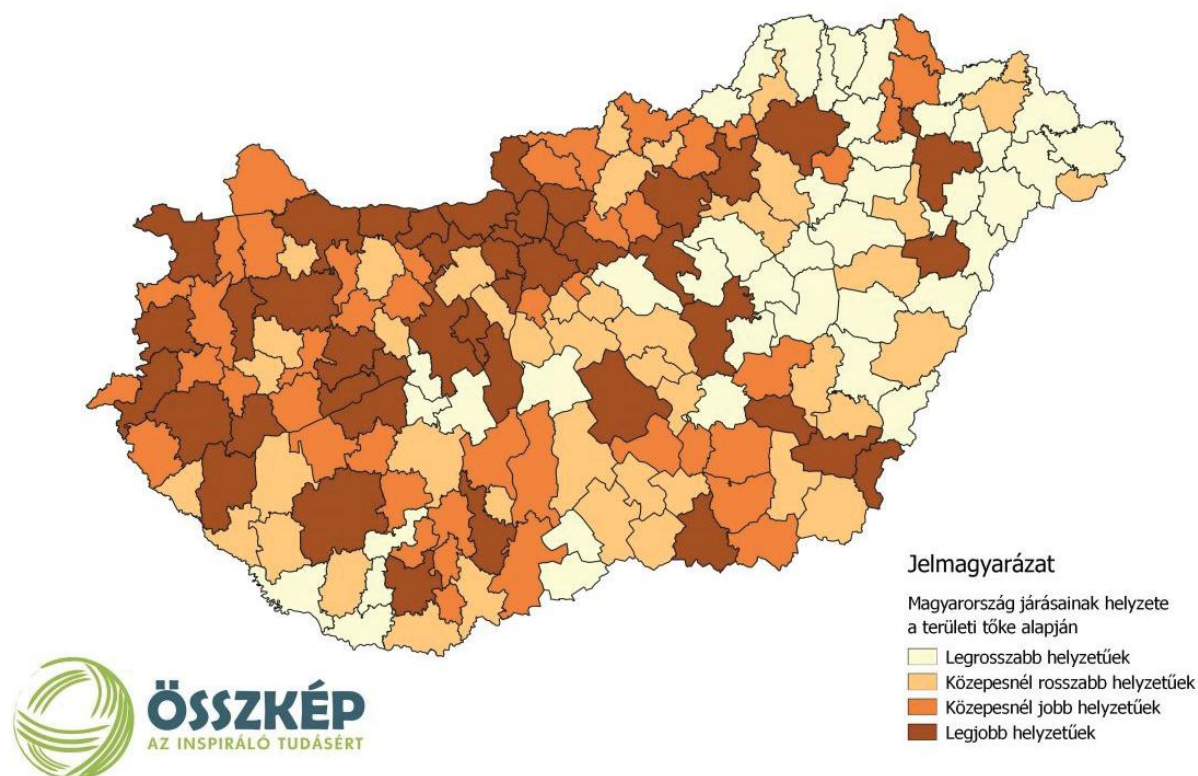 Jelmagyarázat
Magyarország járásainak helyzete
a területi tőke alapján
Legrosszabb helyzetűek
Közepesnél rosszabb helyzetűek
Közepesnél jobb helyzetűek
Legjobb helyzetűek
ÖSSZKÉP
AZ INSPIRÁLÓ TUDÁSÉRT